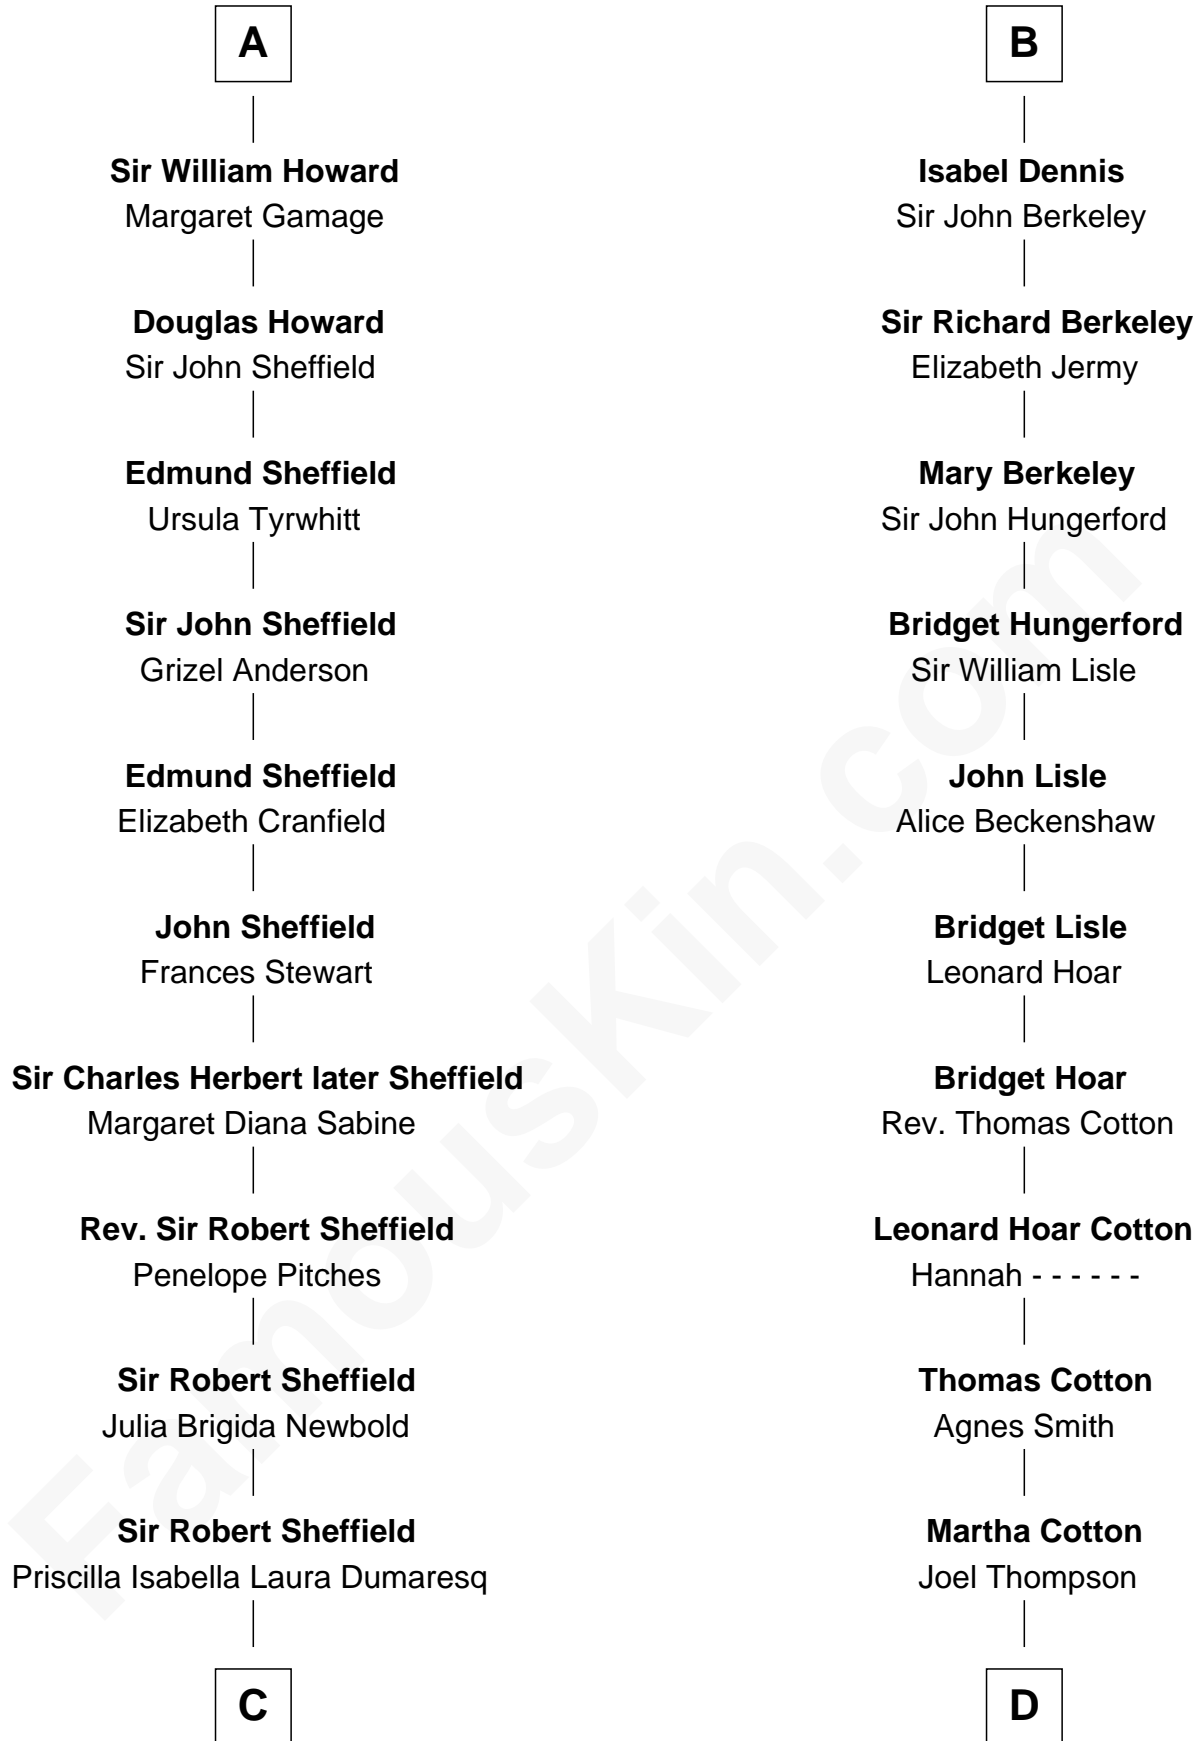 A
Sir William Howard
Margaret Gamage
Douglas Howard
Sir John Sheffield
Edmund Sheffield
Ursula Tyrwhitt
Sir John Sheffield
Grizel Anderson
Edmund Sheffield
Elizabeth Cranfield
John Sheffield
Frances Stewart
Sir Charles Herbert later Sheffield
Margaret Diana Sabine
Rev. Sir Robert Sheffield
Penelope Pitches
Sir Robert Sheffield
Julia Brigida Newbold
Sir Robert Sheffield
Priscilla Isabella Laura Dumaresq
C
B
Isabel Dennis
Sir John Berkeley
Sir Richard Berkeley
Elizabeth Jermy
Mary Berkeley
Sir John Hungerford
Bridget Hungerford
Sir William Lisle
John Lisle
Alice Beckenshaw
Bridget Lisle
Leonard Hoar
Bridget Hoar
Rev. Thomas Cotton
Leonard Hoar Cotton
Hannah - - - - - -
Thomas Cotton
Agnes Smith
Martha Cotton
Joel Thompson
D
FamousKin.com